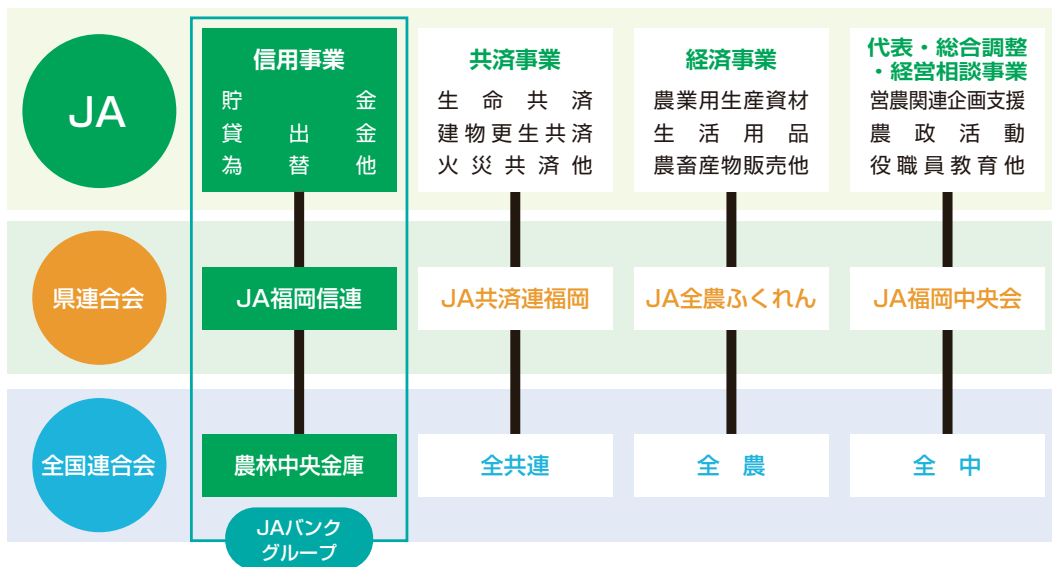 JA
信用事業
貯金
貸出金
為替他
共済事業
生命共済
建物更生共済
火災共済他
経済事業
農業用生産資材
生活用品
農畜産物販売他
代表・総合調整
・経営相談事業
営農関連企画支援
農政活動
役職員教育他
県連合会
JA福岡信連
JA共済連福岡
JA全農ふくれん
JA福岡中央会
全国連合会
農林中央金庫
全共連
全農
全中
JAバンク
グループ